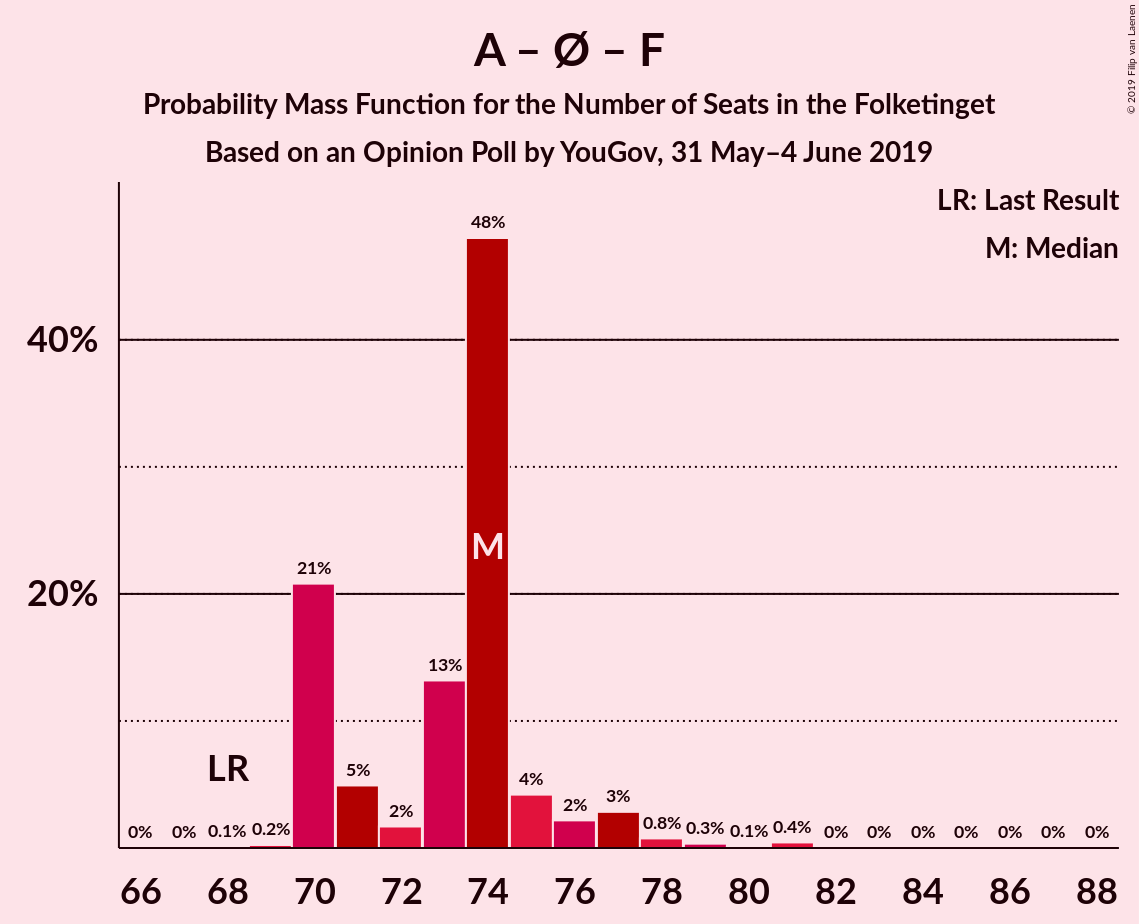 A – Ø – F
Probability Mass Function for the Number of Seats in the Folketinget
Based on an Opinion Poll by YouGov, 31 May–4 June 2019
© 2019 Filip van Laenen
LR: Last Result
M: Median
48%
40%
M
21%
20%
13%
LR
5%
4%
3%
2%
2%
0% 0% 0.1% 0.2% 0.8% 0.3% 0.1% 0.4% 0% 0% 0% 0% 0% 0% 0%
66 68 70 72 74 76 78 80 82 84 86 88